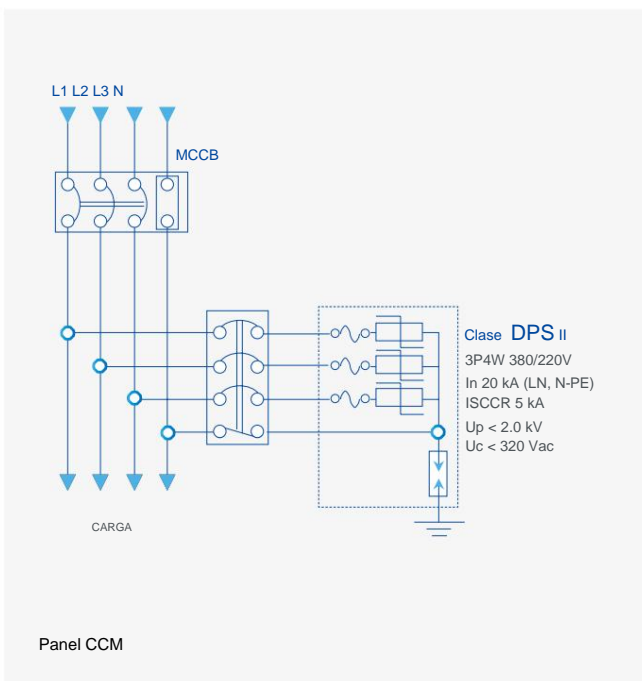 L1 L2 L3 N
MCCB
Clase DPS II
3P4W 380/220V
In 20 kA (LN, N-PE)
ISCCR 5 kA
Up < 2.0 kV
Uc < 320 Vac
CARGA
Panel CCM